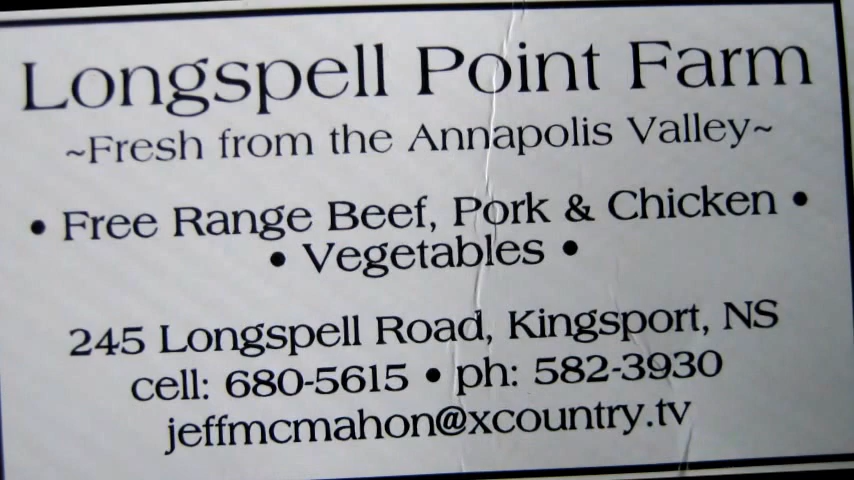 Longspell Point Farm
~Fresh from the Annapolis Valley~
• Free Range Beef, Pork & Chicken •
• Vegetables •
245 Longspell Road, Kingsport, NS
cell: 680-5615 • ph: 582-3930
jeffmcmahon@xcountry.tv